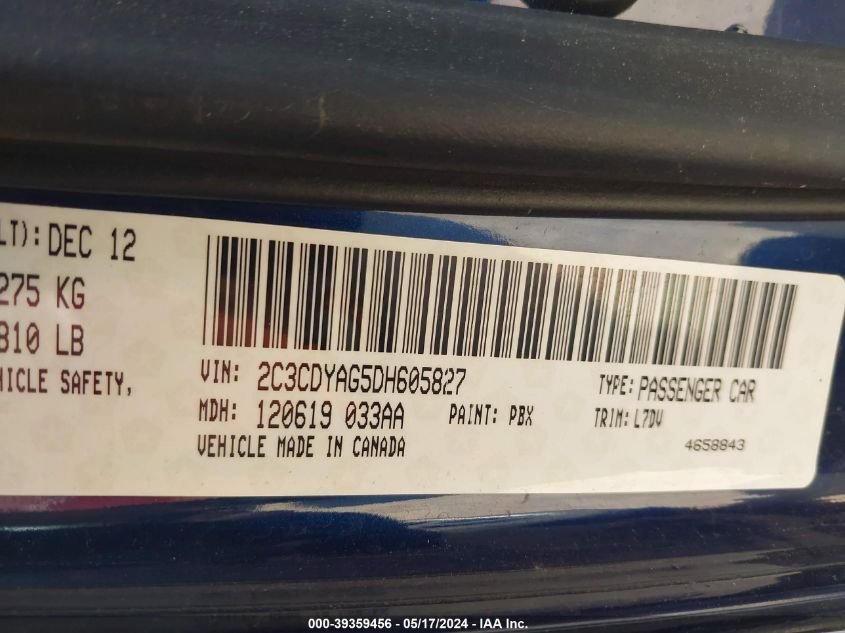 LT): DEC 12
275 KG
810 LB
HICLE SAFETY,
VIN: 2C3CDYAG5DH605827
TYPE: PASSENGER CAR
MDH: 120619 033AA
PAINT: PBX
TRIM: L7DV
VEHICLE MADE IN CANADA
4658843
000-39359456 - 05/17/2024 - IAA Inc.